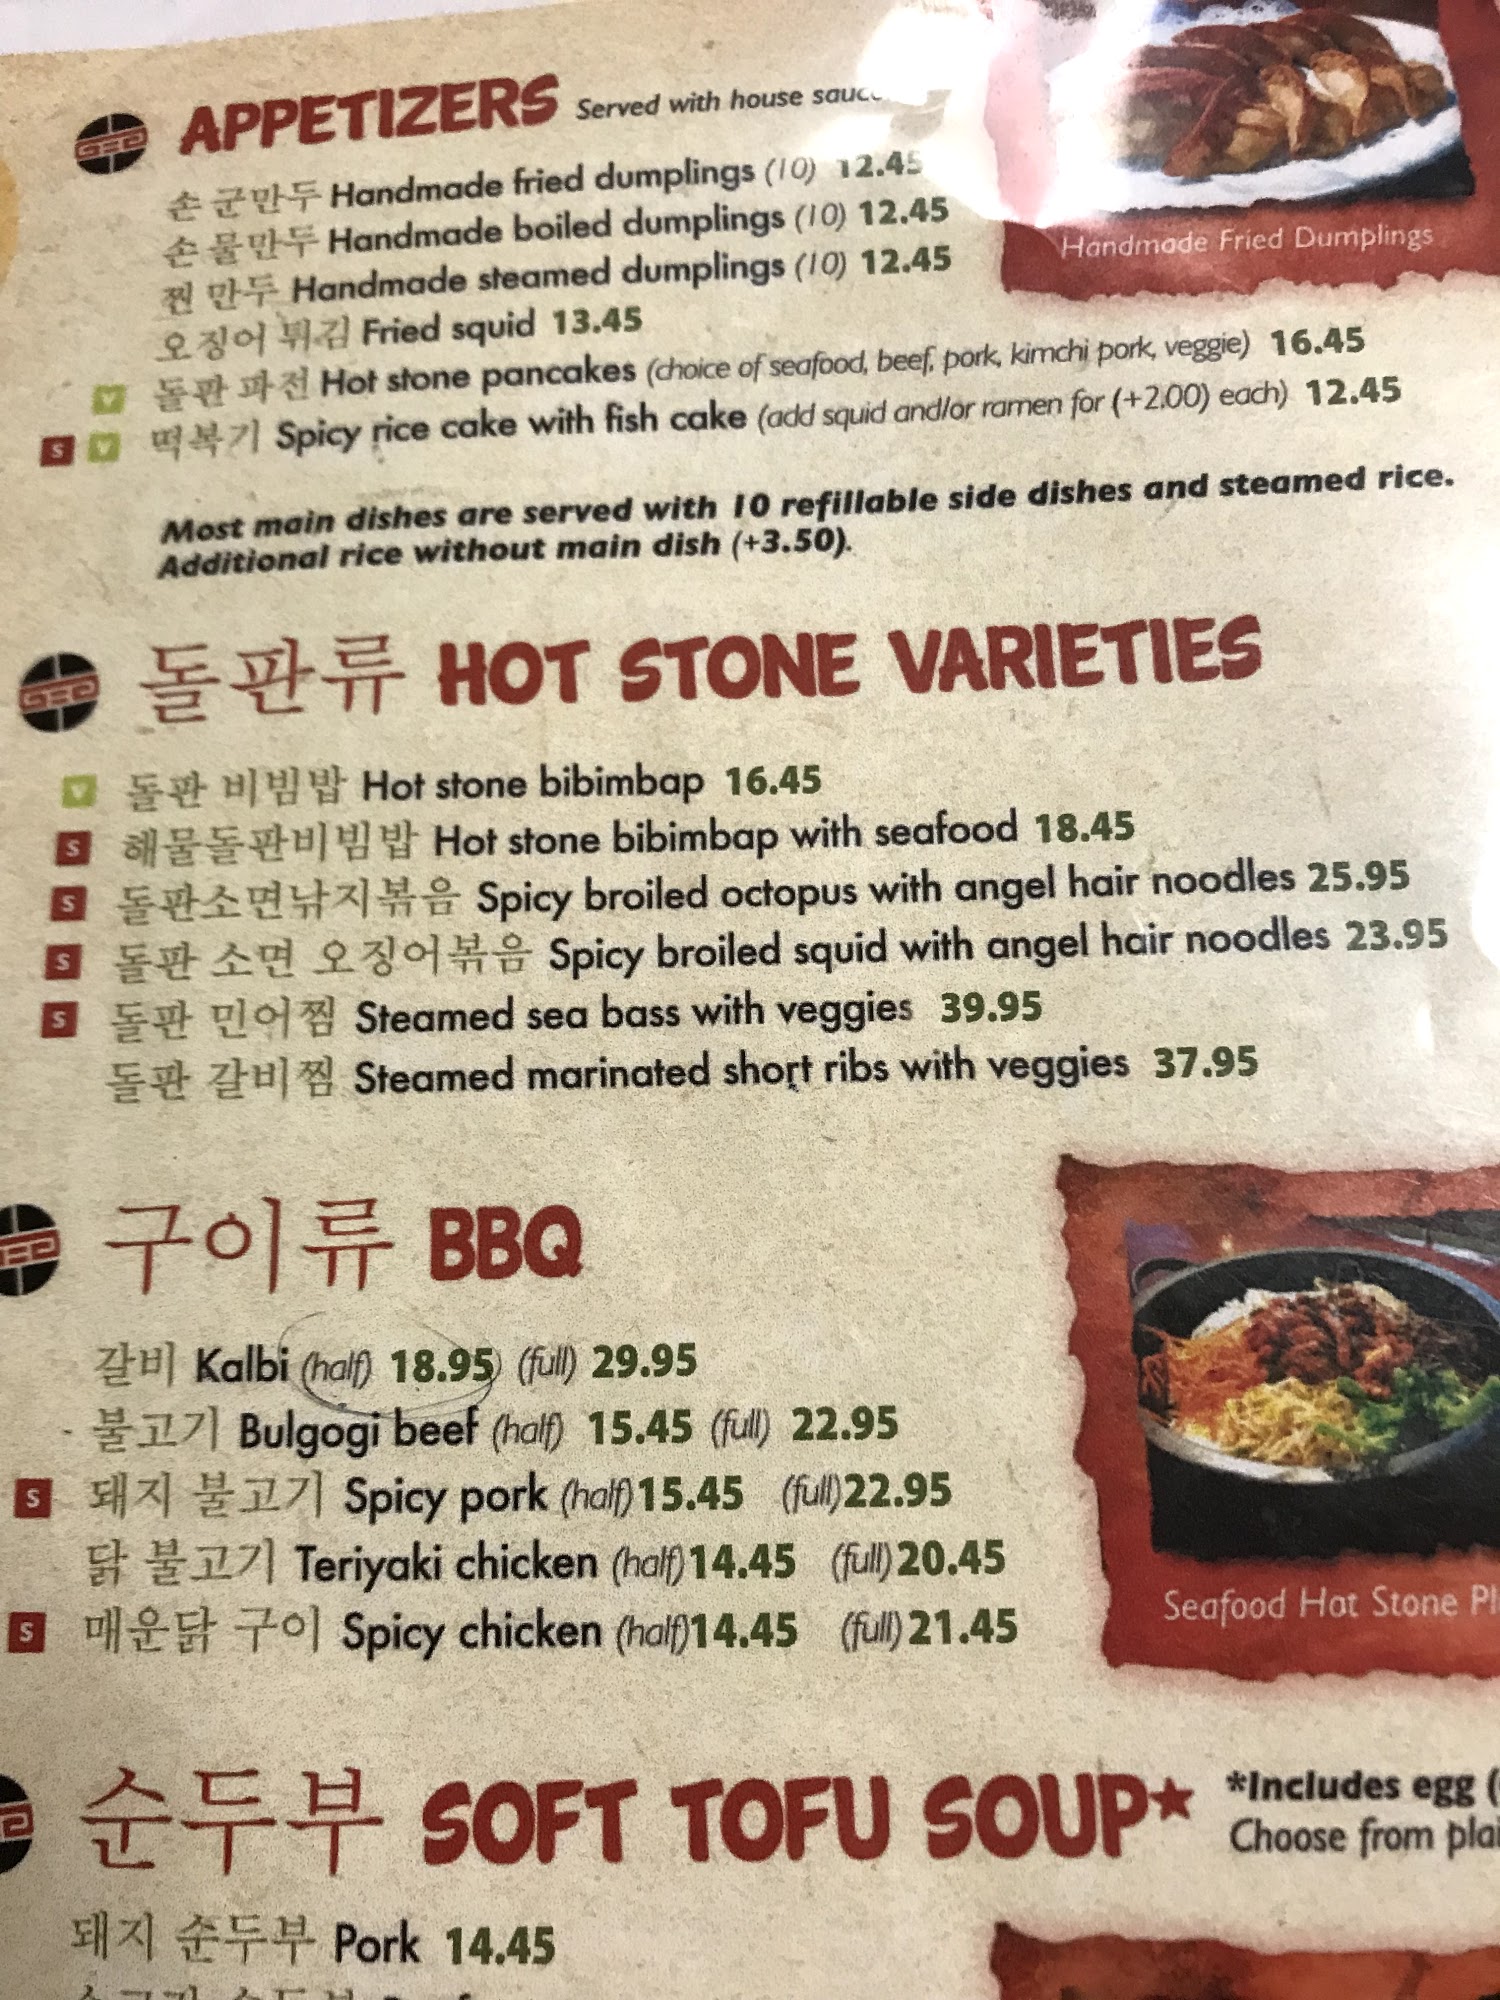 APPETIZERS Served with house
손 군만두 Handmade fried dumplings (10) 12.45
손 물만두 Handmade boiled dumplings (10) 12.45
찐 만두 Handmade steamed dumplings (10) 12.45
오징어 튀김 Fried squid 13.45
V 돌판 파전 Hot stone pancakes (choice of seafood, beef, pork, kimchi pork, veggie) 16.45
S V 떡볶기 Spicy rice cake with fish cake (add squid and/or ramen for (+2.00) each) 12.45
Handmade Fried Dumplings
Most main dishes are served with 10 refillable side dishes and steamed rice.
Additional rice without main dish (+3.50).
돌판류 HOT STONE VARIETIES
V 돌판 비빔밥 Hot stone bibimbap 16.45
S 해물돌판비빔밥 Hot stone bibimbap with seafood 18.45
S 돌판소면낚지볶음 Spicy broiled octopus with angel hair noodles 25.95
S 돌판 소면 오징어볶음 Spicy broiled squid with angel hair noodles 23.95
S 돌판 민어찜 Steamed sea bass with veggies 39.95
돌판 갈비찜 Steamed marinated short ribs with veggies 37.95
구이류 BBQ
갈비 Kalbi (half) 18.95 (full) 29.95
불고기 Bulgogi beef (half) 15.45 (full) 22.95
S 돼지 불고기 Spicy pork (half) 15.45 (full) 22.95
닭 불고기 Teriyaki chicken (half) 14.45 (full) 20.45
S 매운닭 구이 Spicy chicken (half) 14.45 (full) 21.45
Seafood Hot Stone
순두부 SOFT TOFU SOUP★ *Includes egg (
Choose from
돼지 순두부 Pork 14.45